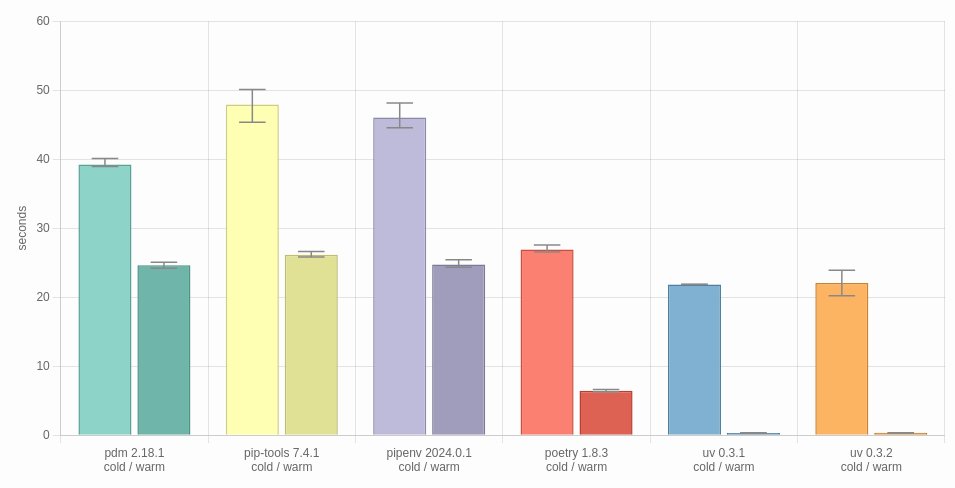 60
50
40
30
20
10
0
seconds
pdm 2.18.1
cold / warm
pip-tools 7.4.1
cold / warm
pipenv 2024.0.1
cold / warm
poetry 1.8.3
cold / warm
uv 0.3.1
cold / warm
uv 0.3.2
cold / warm